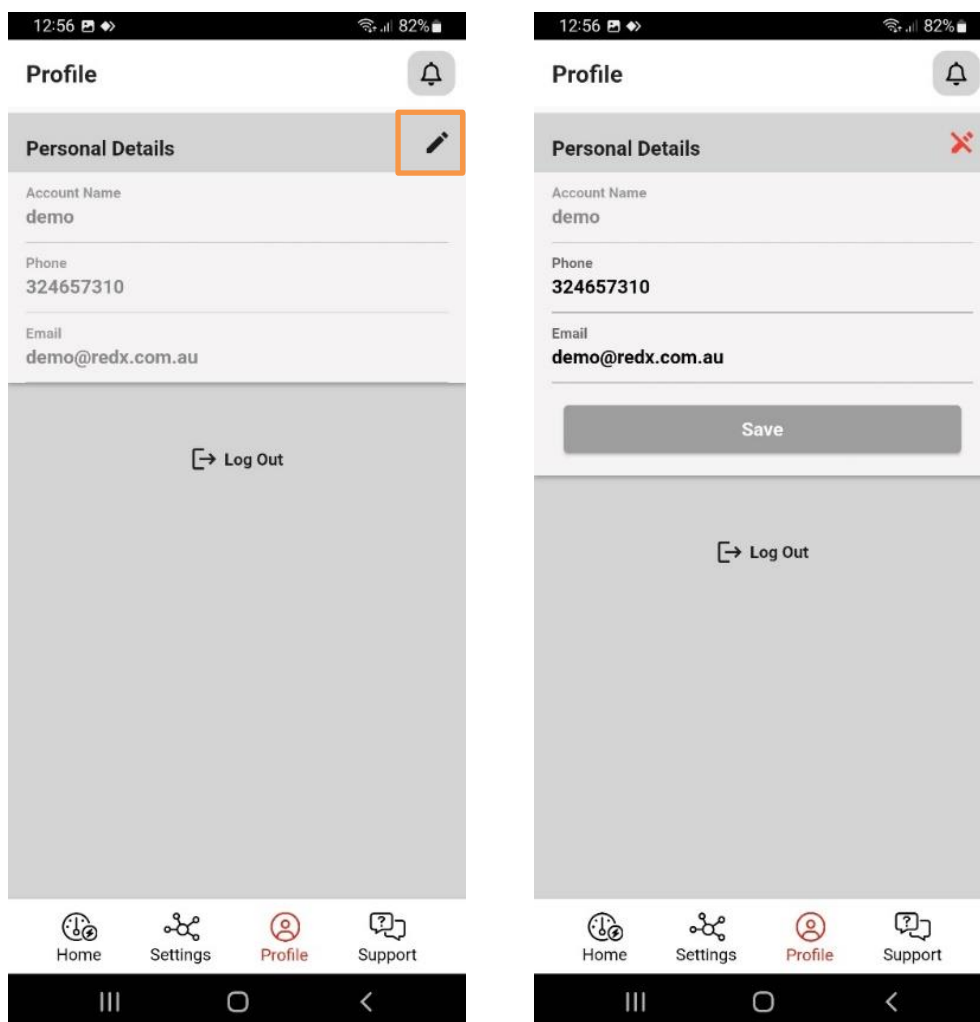 12:56 82%
Profile
Personal Details
Account Name
demo
Phone
324657310
Email
demo@redx.com.au
Log Out
Home Settings Profile Support
12:56 82%
Profile
Personal Details
Account Name
demo
Phone
324657310
Email
demo@redx.com.au
Save
Log Out
Home Settings Profile Support